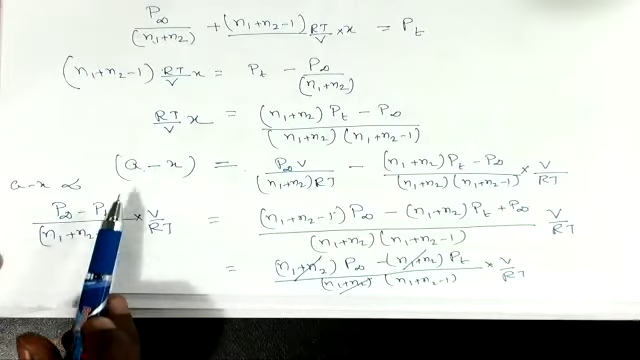 P∞/(n₁+n₂) + (n₁+n₂-1) RT/V × x = Pₜ
(n₁+n₂-1) RT/V x = Pₜ - P∞/(n₁+n₂)
RT/V x = (n₁+n₂) Pₜ - P∞ / (n₁+n₂) (n₁+n₂-1)
(a - x) = P∞ V/(n₁+n₂) RT - (n₁+n₂) Pₜ - P∞ / (n₁+n₂) (n₁+n₂-1) × V/RT
a-x ∝
P∞ - P / (n₁+n₂ × V/RT = (n₁+n₂-1) P∞ - (n₁+n₂) Pₜ + P∞ / (n₁+n₂) (n₁+n₂-1) V/RT
= (n₁+n₂) P∞ - (n₁+n₂) Pₜ / (n₁+n₂) (n₁+n₂-1) × V/RT